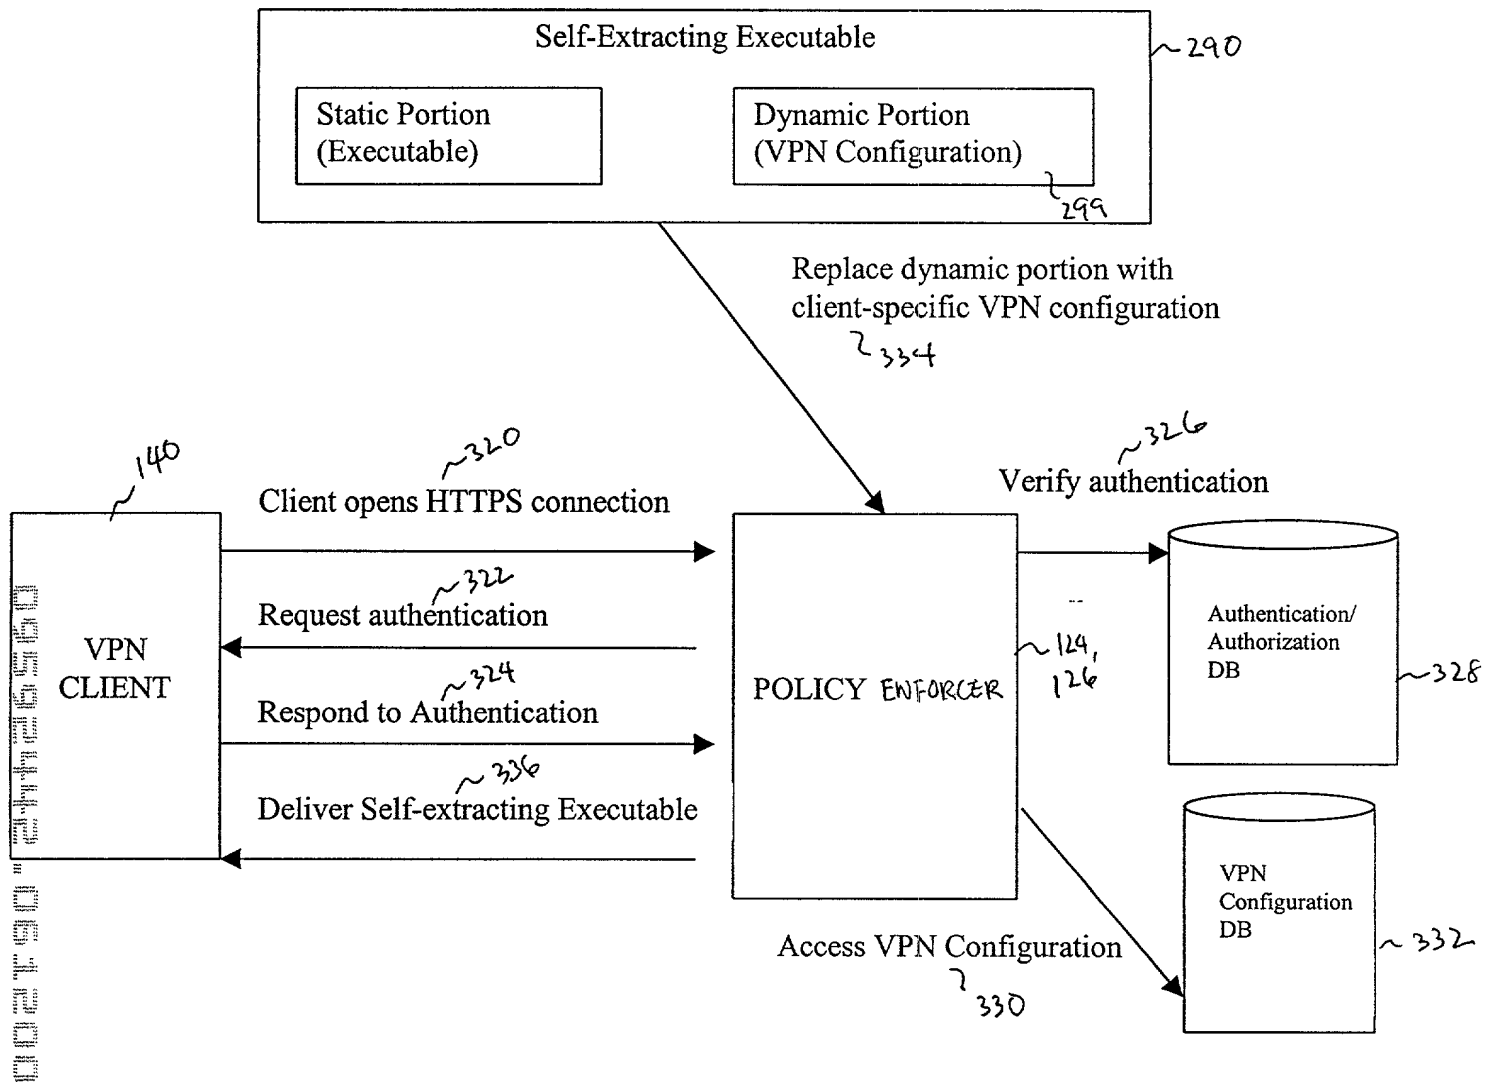 Self-Extracting Executable
290
Static Portion
(Executable)
Dynamic Portion
(VPN Configuration)
299
Replace dynamic portion with
client-specific VPN configuration
334
140
320
Client opens HTTPS connection
326
Verify authentication
322
Request authentication
324
Respond to Authentication
336
Deliver Self-extracting Executable
VPN
CLIENT
POLICY ENFORCER
124,
126
Authentication/
Authorization
DB
328
VPN
Configuration
DB
332
Access VPN Configuration
330
09592442 . 061200